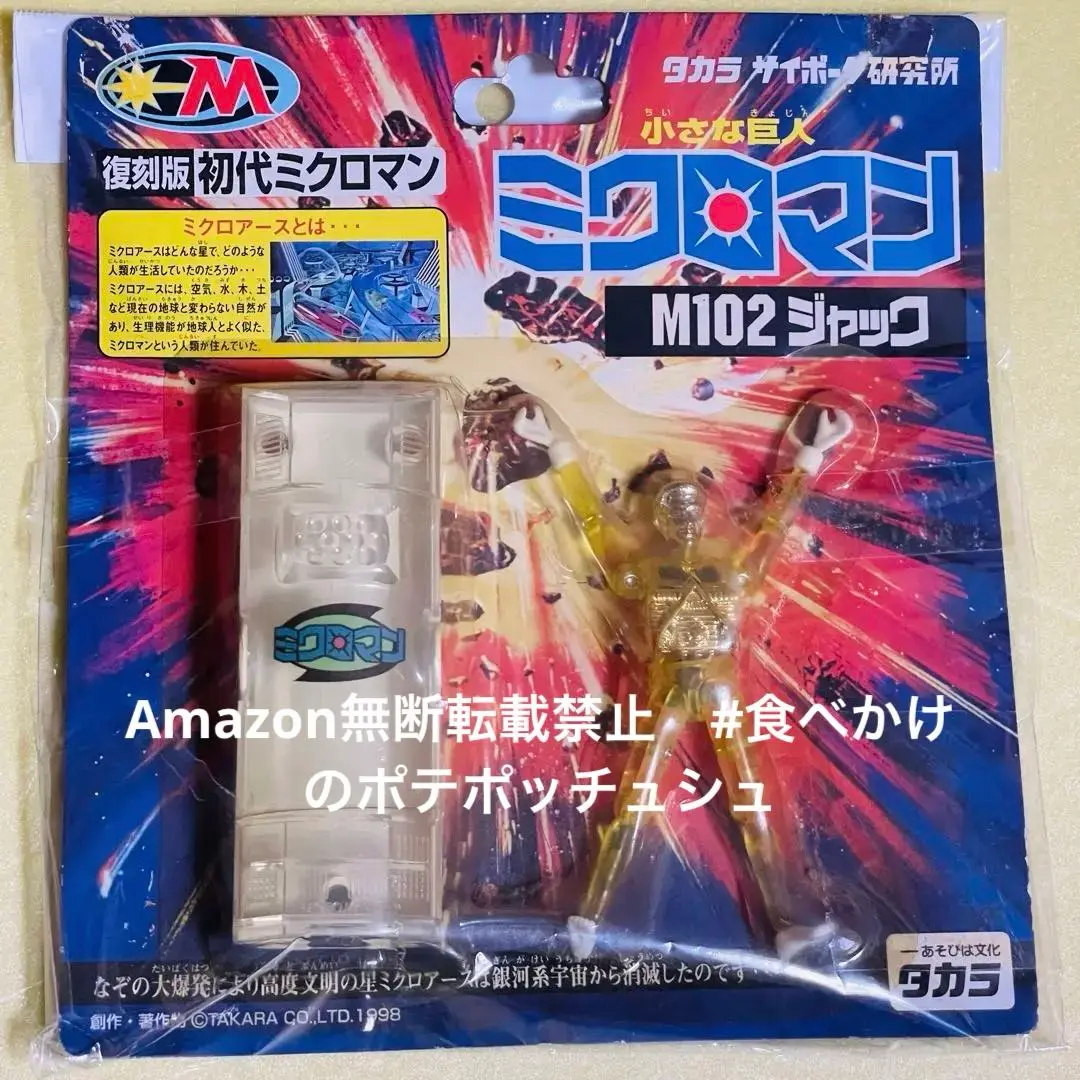 M
タカラ サイボーグ研究所
ちい きょじん
小さな巨人
ミクロマン
復刻版 初代ミクロマン
M102 ジャック
ミクロアースとは・・・
ミクロアースはどんな星で、どのような
人類が生活していたのだろうか・・・
ミクロアースには、空気、水、木、土
など現在の地球と変わらない自然が
あり、生理機能が地球人とよく似た、
ミクロマンという人類が住んでいた。
ミクロマン
Amazon無断転載禁止 #食べかけ
のポテポッチュシュ
なぞの大爆発により高度文明の星ミクロアースは銀河系宇宙から消滅したのです
創作・著作物 ©TAKARA CO.,LTD.1998
―あそびは文化
タカラ